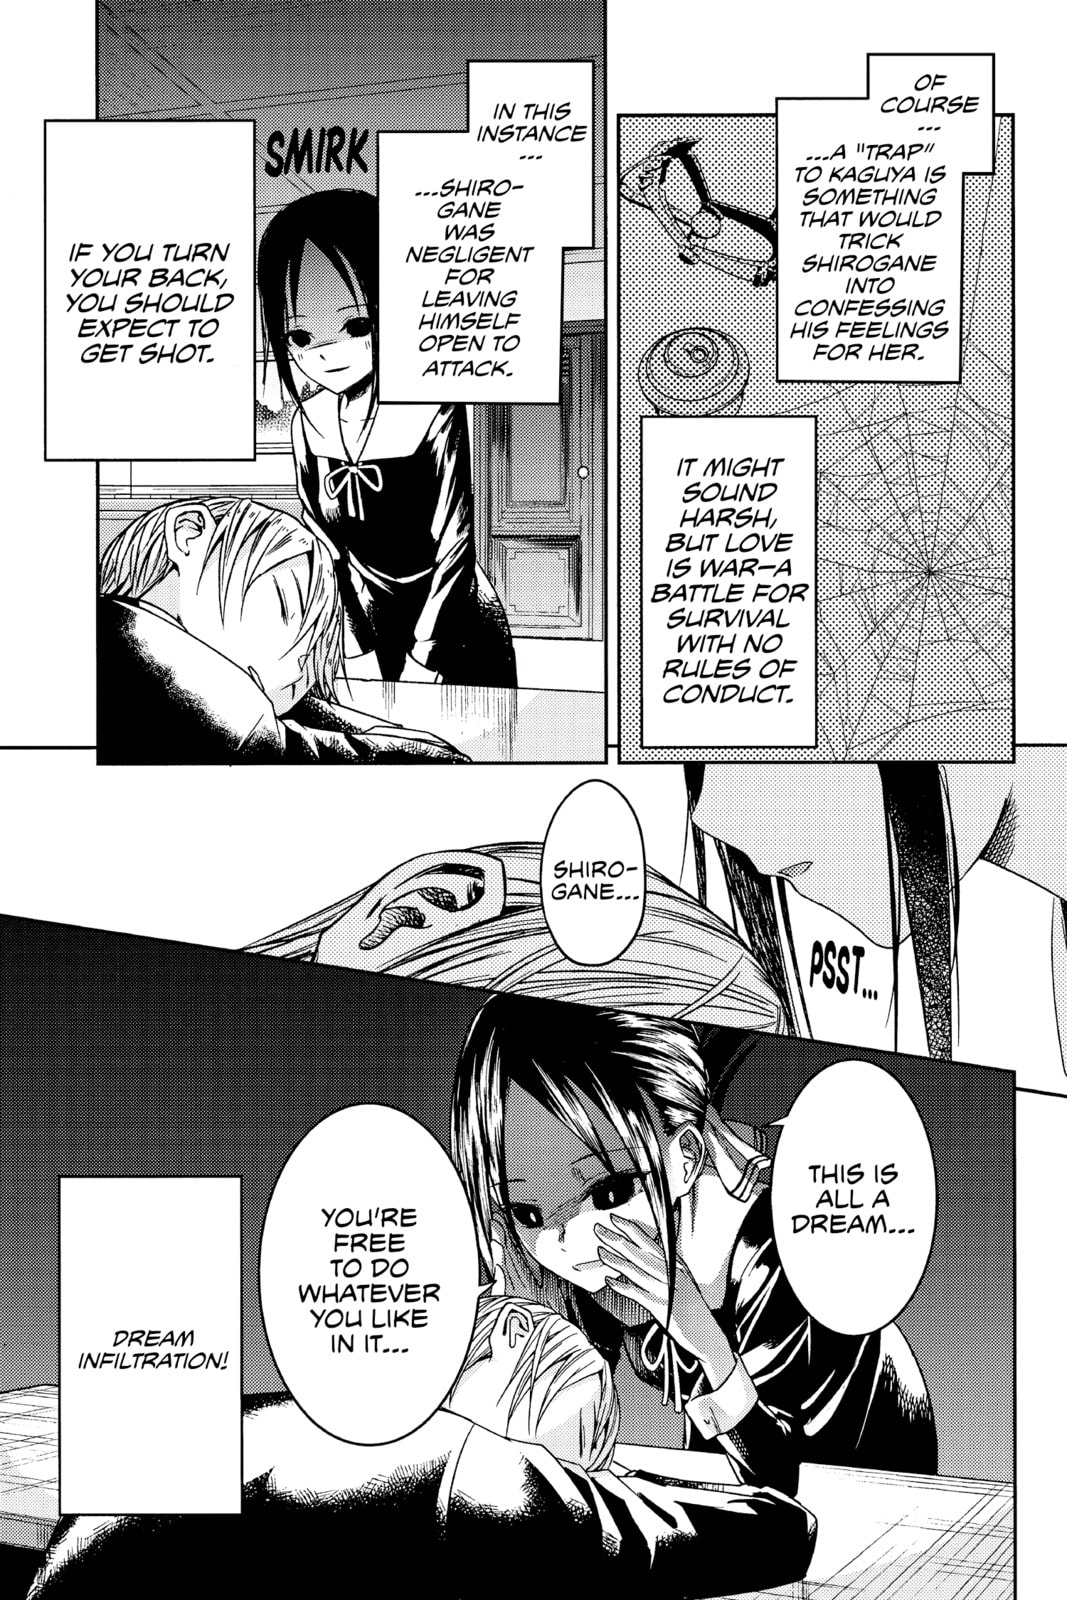 OF
COURSE
...
...A "TRAP"
TO KAGUYA IS
SOMETHING
THAT WOULD
TRICK
SHIROGANE
INTO
CONFESSING
HIS FEELINGS
FOR HER.
IT MIGHT
SOUND
HARSH,
BUT LOVE
IS WAR—A
BATTLE FOR
SURVIVAL
WITH NO
RULES OF
CONDUCT.
IN THIS
INSTANCE
...
...SHIRO-
GANE
WAS
NEGLIGENT
FOR
LEAVING
HIMSELF
OPEN TO
ATTACK.
SMIRK
IF YOU TURN
YOUR BACK,
YOU SHOULD
EXPECT TO
GET SHOT.
PSST...
SHIRO-
GANE...
THIS IS
ALL A
DREAM...
YOU'RE
FREE
TO DO
WHATEVER
YOU LIKE
IN IT...
DREAM
INFILTRATION!